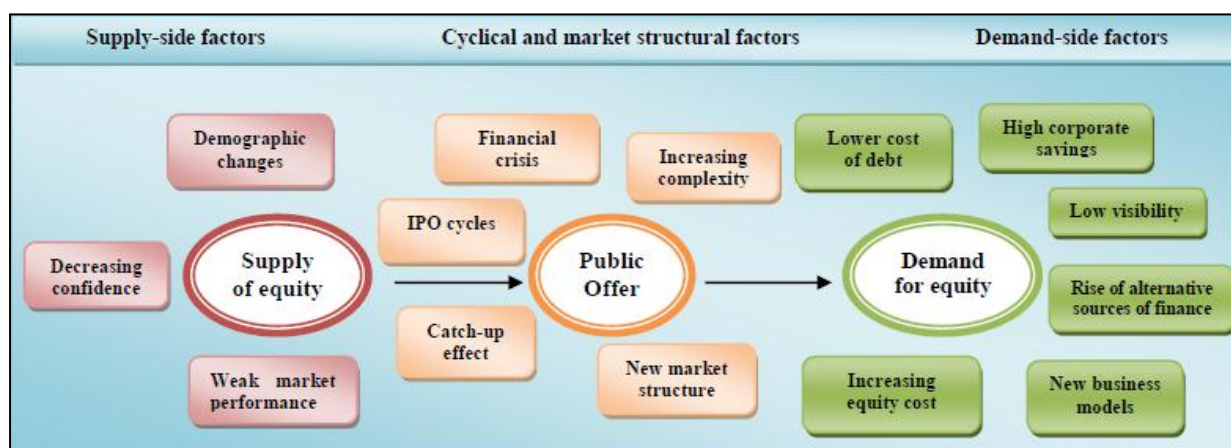 Supply-side factors
Cyclical and market structural factors
Demand-side factors
Demographic
changes
Decreasing
confidence
Supply
of equity
Weak market
performance
Financial
crisis
Increasing
complexity
IPO cycles
Public
Offer
Catch-up
effect
New market
structure
Lower cost
of debt
High corporate
savings
Low visibility
Demand
for equity
Rise of alternative
sources of finance
Increasing
equity cost
New business
models